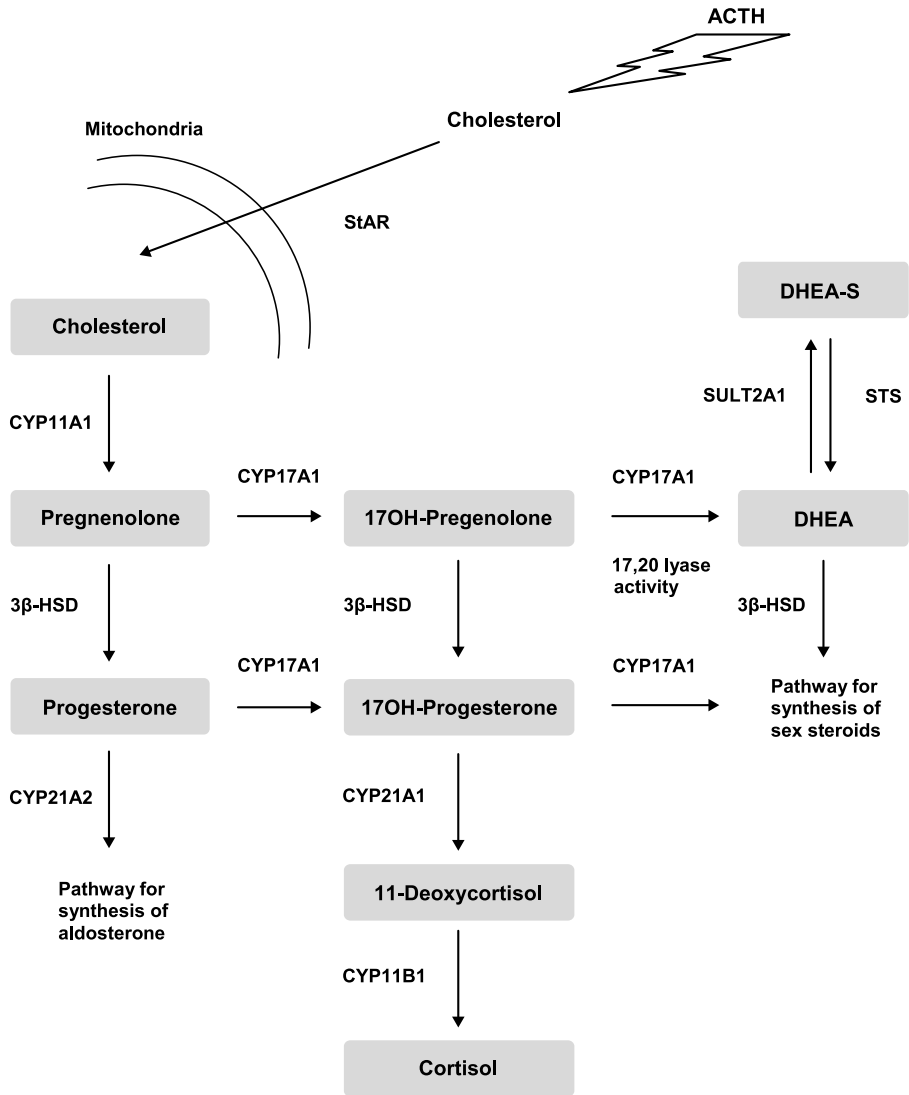 ACTH
Cholesterol
Mitochondria
StAR
DHEA-S
Cholesterol
SULT2A1
STS
CYP11A1
CYP17A1
CYP17A1
Pregnenolone
17OH-Pregenolone
DHEA
17,20 lyase
activity
3β-HSD
3β-HSD
3β-HSD
CYP17A1
CYP17A1
Progesterone
17OH-Progesterone
Pathway for
synthesis of
sex steroids
CYP21A2
CYP21A1
Pathway for
synthesis of
aldosterone
11-Deoxycortisol
CYP11B1
Cortisol